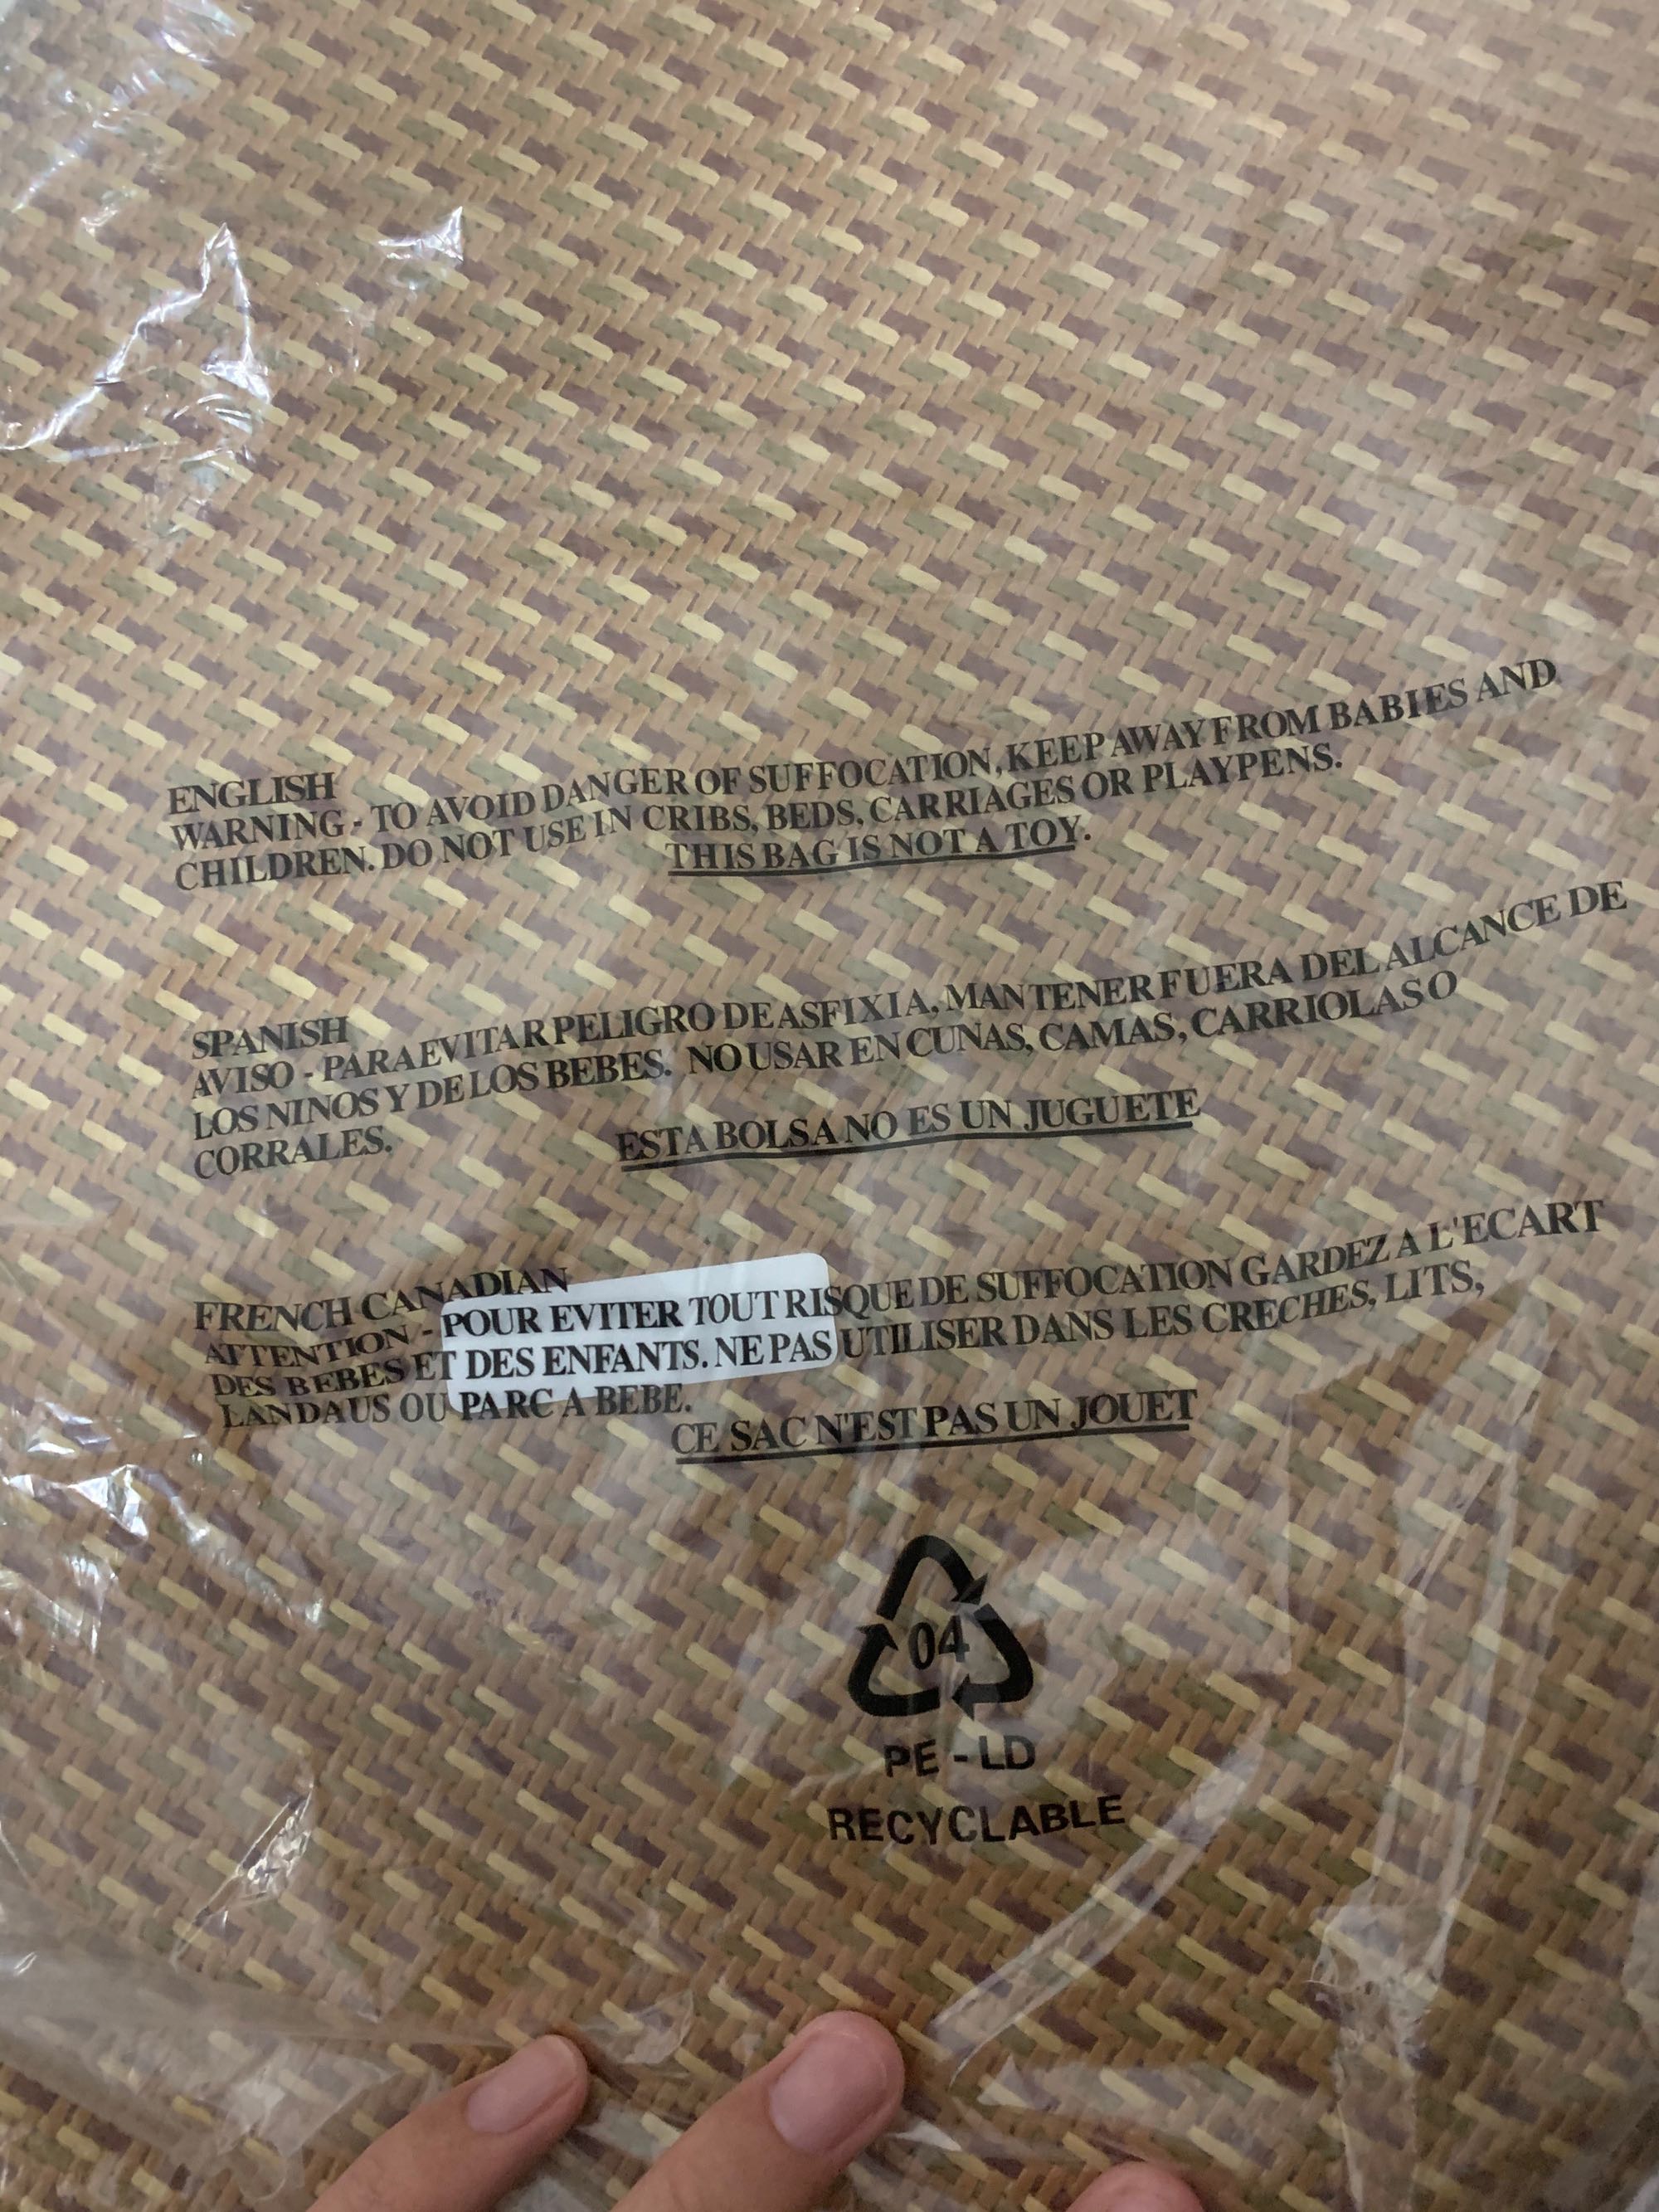 ENGLISH
WARNING - TO AVOID DANGER OF SUFFOCATION, KEEP AWAY FROM BABIES AND
CHILDREN. DO NOT USE IN CRIBS, BEDS, CARRIAGES OR PLAYPENS.
THIS BAG IS NOT A TOY.
SPANISH
AVISO - PARA EVITAR PELIGRO DE ASFIXIA, MANTENER FUERA DEL ALCANCE DE
LOS NINOS Y DE LOS BEBES. NO USAR EN CUNAS, CAMAS, CARRIOLAS O
CORRALES.
ESTA BOLSA NO ES UN JUGUETE
FRENCH CANADIAN
ATTENTION - POUR EVITER TOUT RISQUE DE SUFFOCATION GARDEZ A L'ECART
DES BEBES ET DES ENFANTS. NE PAS UTILISER DANS LES CRECHES, LITS,
LANDAUS OU PARC A BEBE.
CE SAC N'EST PAS UN JOUET
04
PE - LD
RECYCLABLE